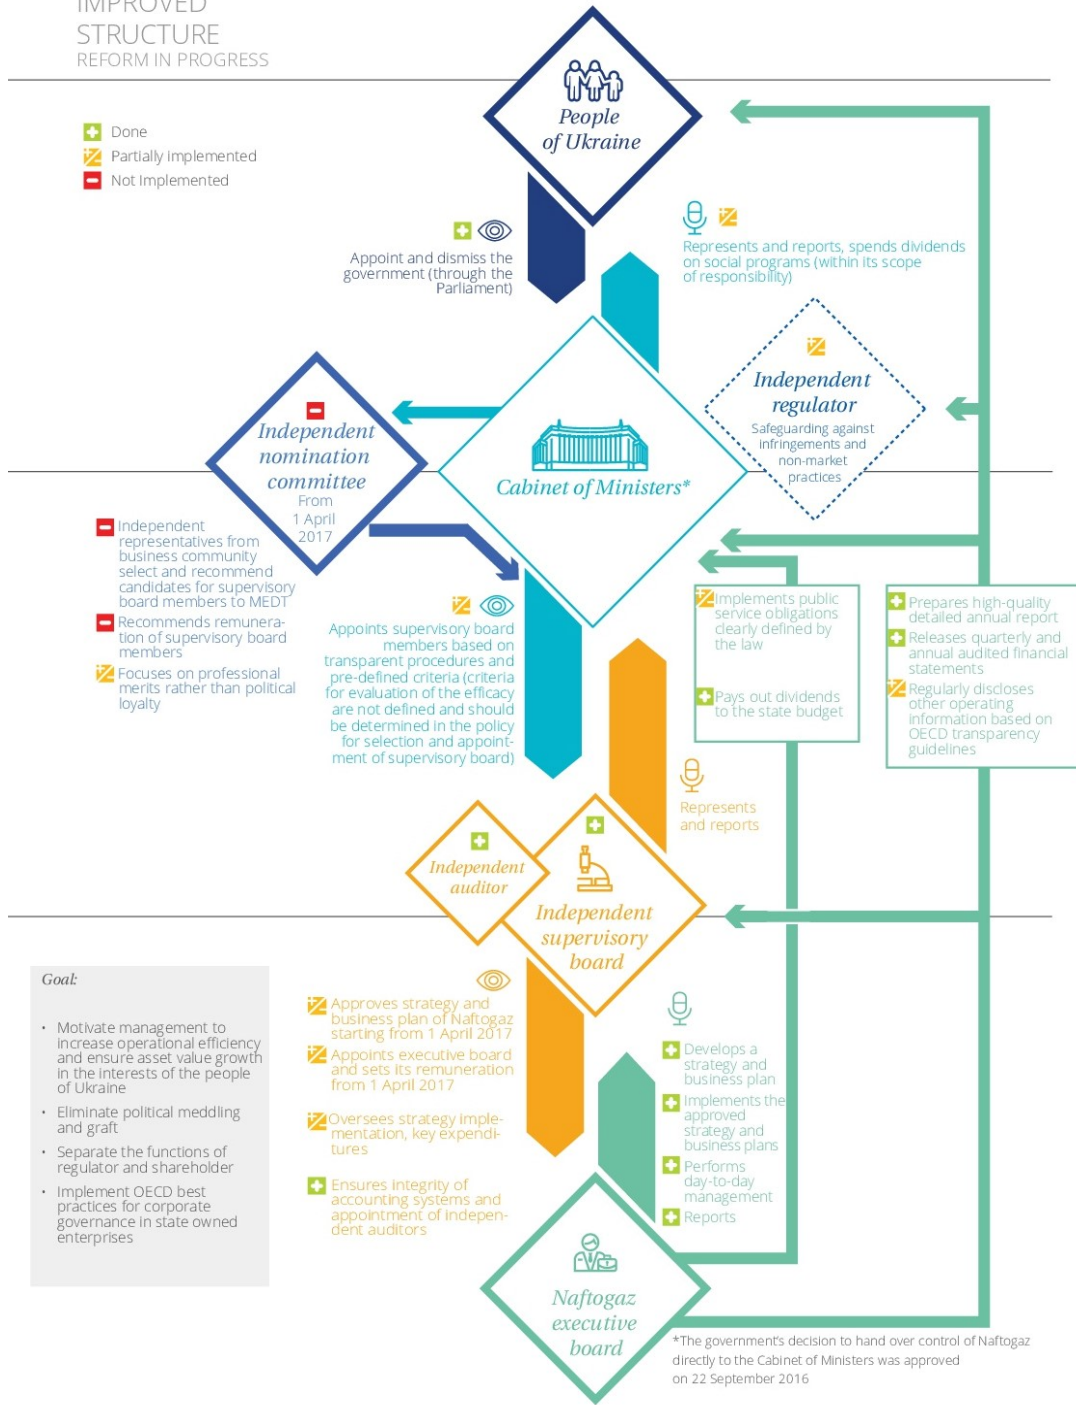 IMPROVED
STRUCTURE
REFORM IN PROGRESS
Done
Partially implemented
Not Implemented
People
of Ukraine
Appoint and dismiss the
government (through the
Parliament)
Represents and reports, spends dividends
on social programs (within its scope
of responsibility)
Independent
regulator
Safeguarding against
infringements and
non-market
practices
Independent
nomination
committee
From
1 April
2017
Cabinet of Ministers*
Independent
representatives from
business community
select and recommend
candidates for supervisory
board members to MEDT
Recommends remunera-
tion of supervisory board
members
Focuses on professional
merits rather than political
loyalty
Appoints supervisory board
members based on
transparent procedures and
pre-defined criteria (criteria
for evaluation of the efficacy
are not defined and should
be determined in the policy
for selection and appoint-
ment of supervisory board)
Implements public
service obligations
clearly defined by
the law
Pays out dividends
to the state budget
Prepares high-quality
detailed annual report
Releases quarterly and
annual audited financial
statements
Regularly discloses
other operating
information based on
OECD transparency
guidelines
Represents
and reports
Independent
auditor
Independent
supervisory
board
Goal:
• Motivate management to
increase operational efficiency
and ensure asset value growth
in the interests of the people
of Ukraine
• Eliminate political meddling
and graft
• Separate the functions of
regulator and shareholder
• Implement OECD best
practices for corporate
governance in state owned
enterprises
Approves strategy and
business plan of Naftogaz
starting from 1 April 2017
Appoints executive board
and sets its remuneration
from 1 April 2017
Oversees strategy imple-
mentation, key expendi-
tures
Ensures integrity of
accounting systems and
appointment of indepen-
dent auditors
Develops a
strategy and
business plan
Implements the
approved
strategy and
business plans
Performs
day-to-day
management
Reports
Naftogaz
executive
board
*The government's decision to hand over control of Naftogaz
directly to the Cabinet of Ministers was approved
on 22 September 2016